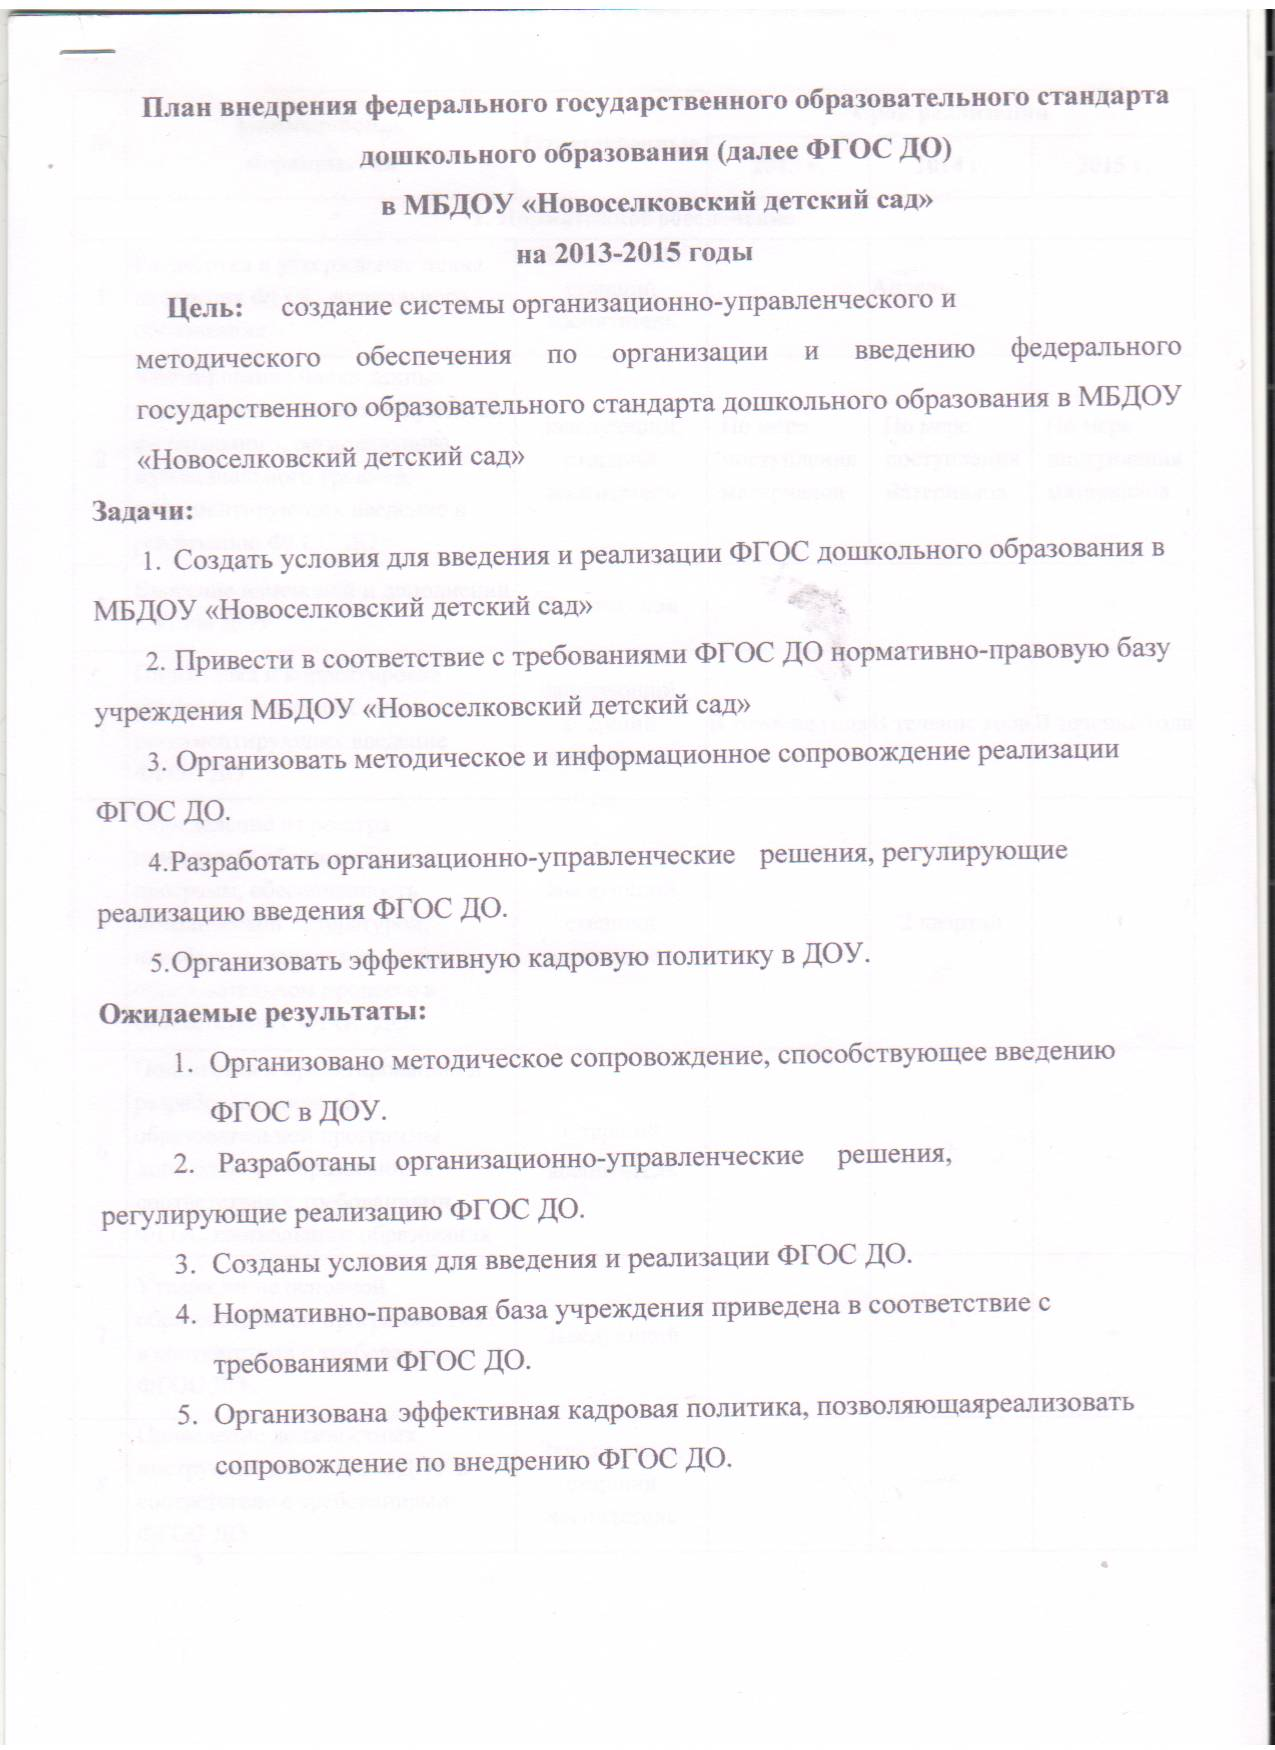 План внедрения федерального государственного образовательного стандарта
дошкольного образования (далее ФГОС ДО)
в МБДОУ «Новоселковский детский сад»
на 2013-2015 годы
Цель: создание системы организационно-управленческого и
методического обеспечения по организации и введению федерального
государственного образовательного стандарта дошкольного образования в МБДОУ
«Новоселковский детский сад»
Задачи:
1. Создать условия для введения и реализации ФГОС дошкольного образования в
МБДОУ «Новоселковский детский сад»
2. Привести в соответствие с требованиями ФГОС ДО нормативно-правовую базу
учреждения МБДОУ «Новоселковский детский сад»
3. Организовать методическое и информационное сопровождение реализации
ФГОС ДО.
4.Разработать организационно-управленческие решения, регулирующие
реализацию введения ФГОС ДО.
5.Организовать эффективную кадровую политику в ДОУ.
Ожидаемые результаты:
1. Организовано методическое сопровождение, способствующее введению
ФГОС в ДОУ.
2. Разработаны организационно-управленческие решения,
регулирующие реализацию ФГОС ДО.
3. Созданы условия для введения и реализации ФГОС ДО.
4. Нормативно-правовая база учреждения приведена в соответствие с
требованиями ФГОС ДО.
5. Организована эффективная кадровая политика, позволяющаяреализовать
сопровождение по внедрению ФГОС ДО.